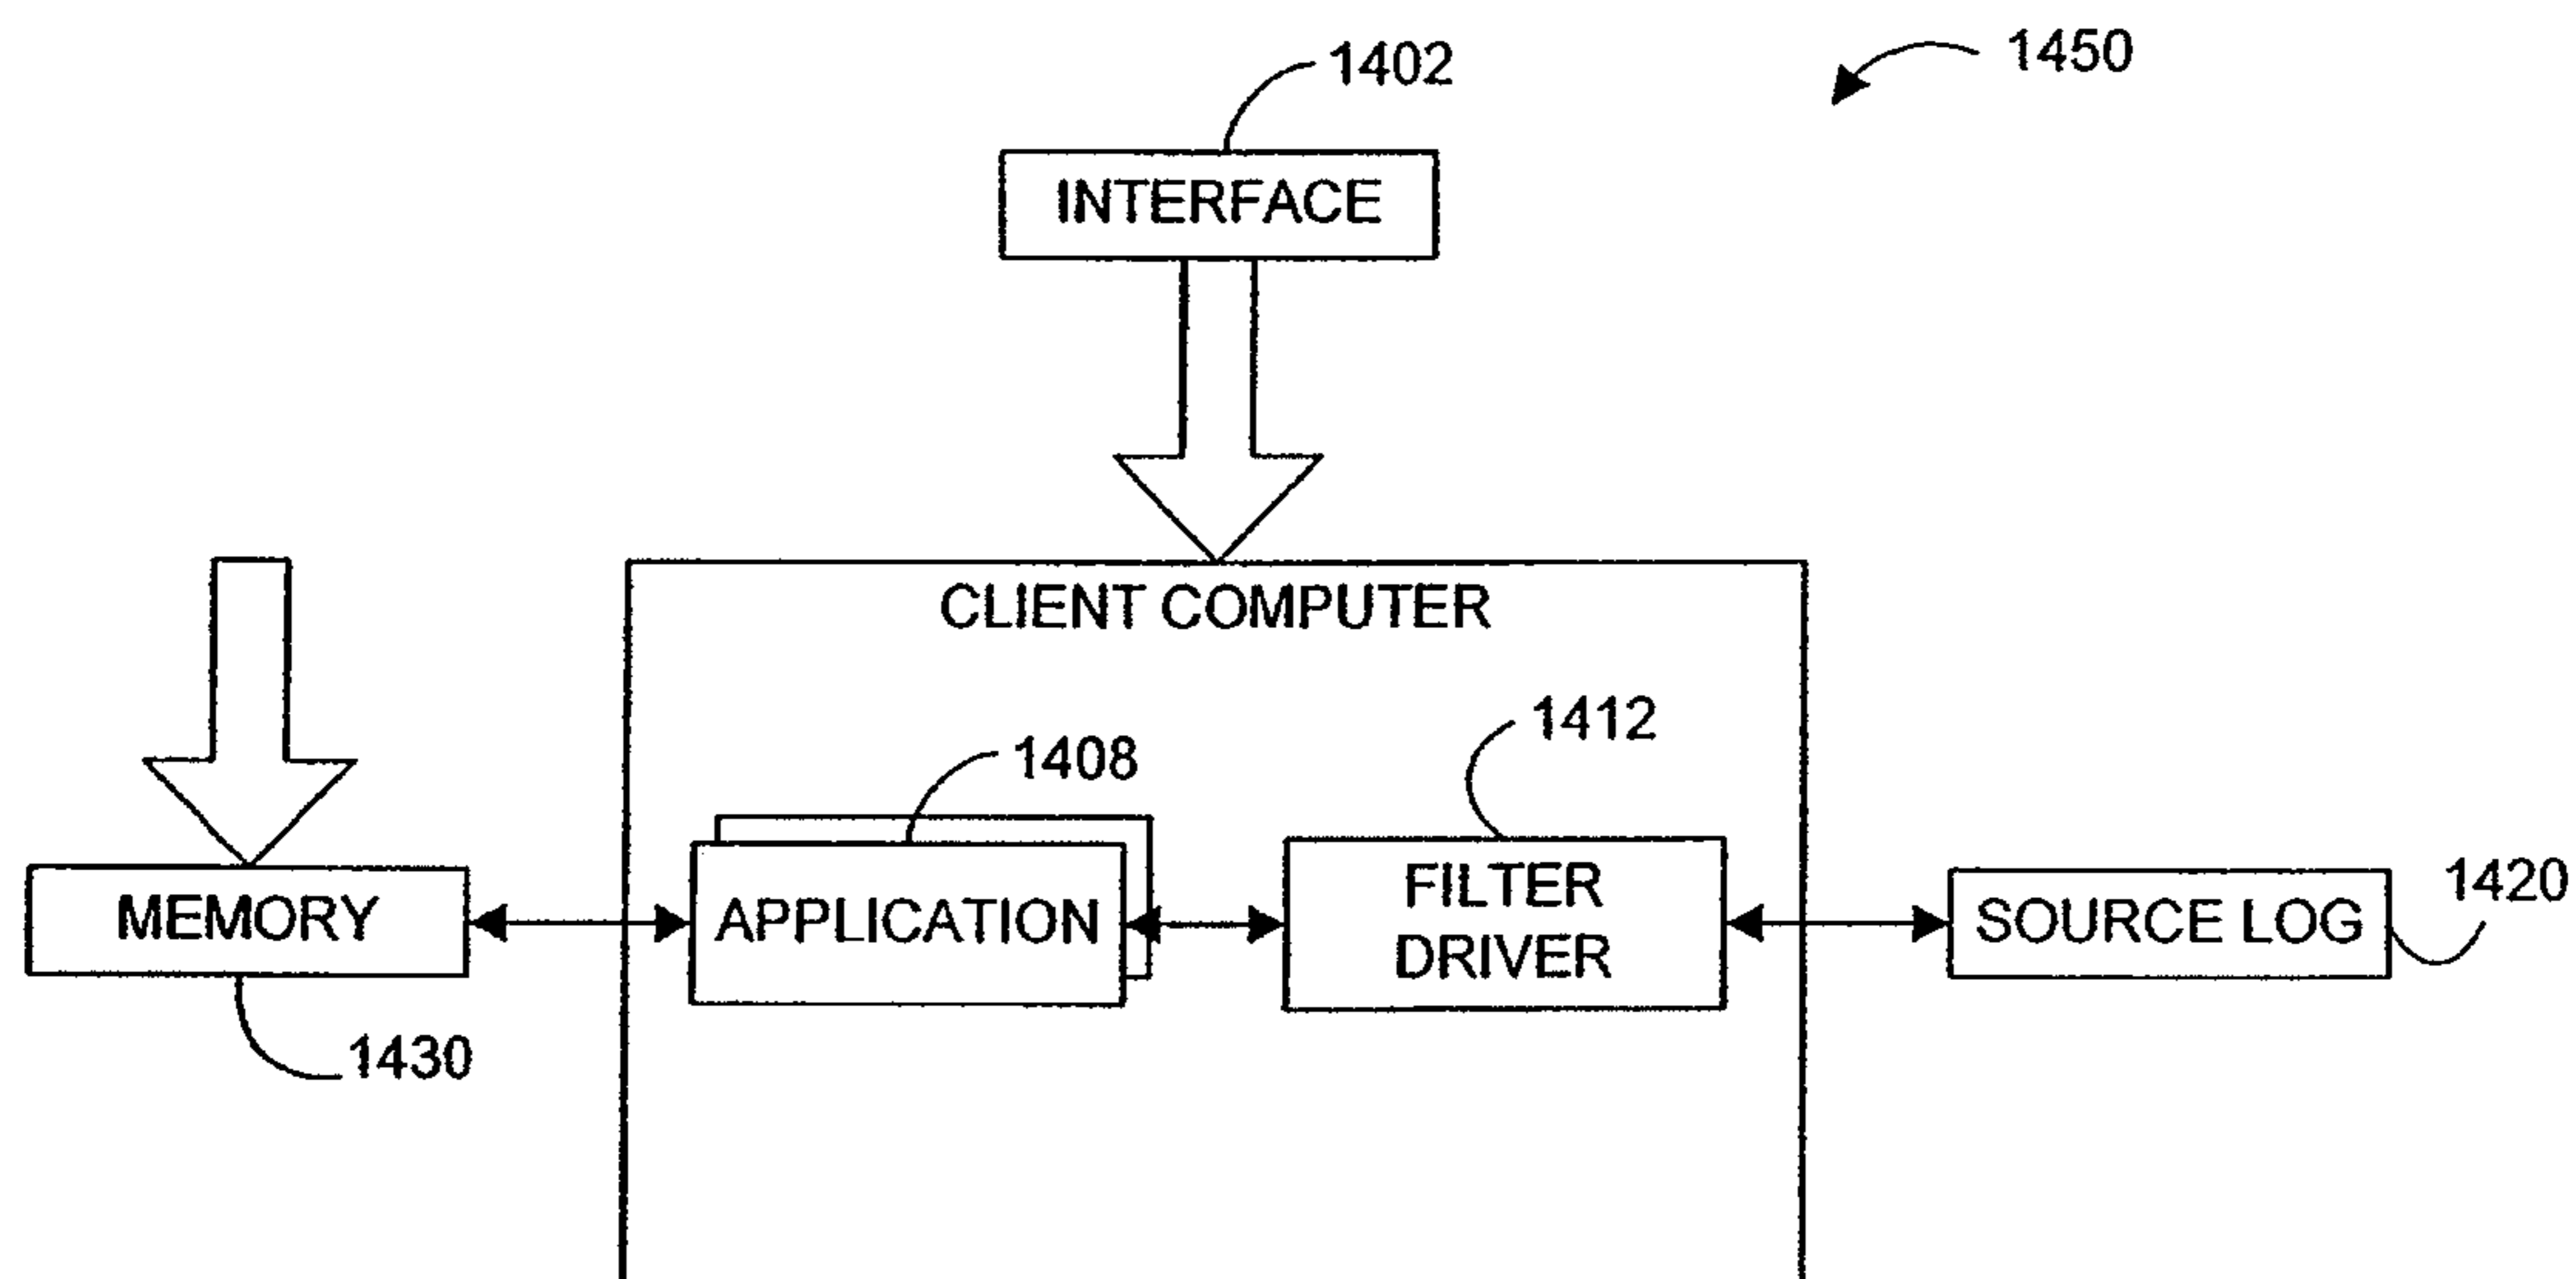 1450
1402
INTERFACE
CLIENT COMPUTER
1412
1408
FILTER
DRIVER
1420
MEMORY
APPLICATION
SOURCE LOG
1430